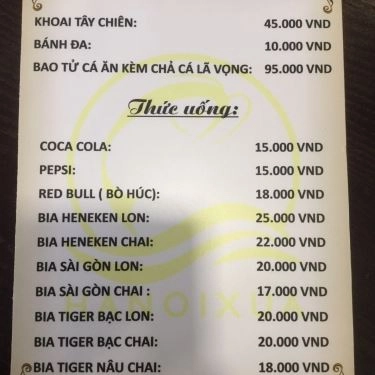 KHOAI TÂY CHIÊN: 45.000 VND
BÁNH ĐA: 10.000 VND
BAO TỬ CÁ ĂN KÈM CHẢ CÁ LÃ VỌNG: 95.000 VND
Thức uống:
COCA COLA: 15.000 VND
PEPSI: 15.000 VND
RED BULL ( BÒ HÚC): 18.000 VND
BIA HENEKEN LON: 25.000 VND
BIA HENEKEN CHAI: 22.000 VND
BIA SÀI GÒN LON: 20.000 VND
BIA SÀI GÒN CHAI : 17.000 VND
HANOIXUA
BIA TIGER BẠC LON: 20.000 VND
BIA TIGER BẠC CHAI: 20.000 VND
BIA TIGER NÂU CHAI: 18.000 VND